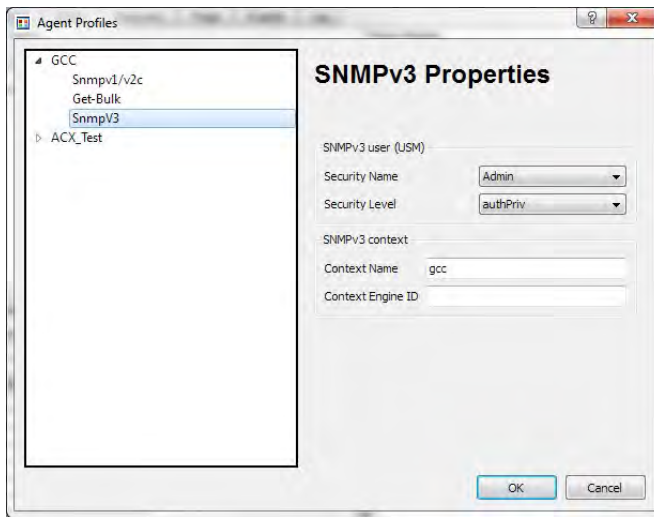 Agent Profiles
GCC
Snmpv1/v2c
Get-Bulk
SnmpV3
ACX_Test
SNMPv3 Properties
SNMPv3 user (USM)
Security Name Admin
Security Level authPriv
SNMPv3 context
Context Name gcc
Context Engine ID
OK Cancel